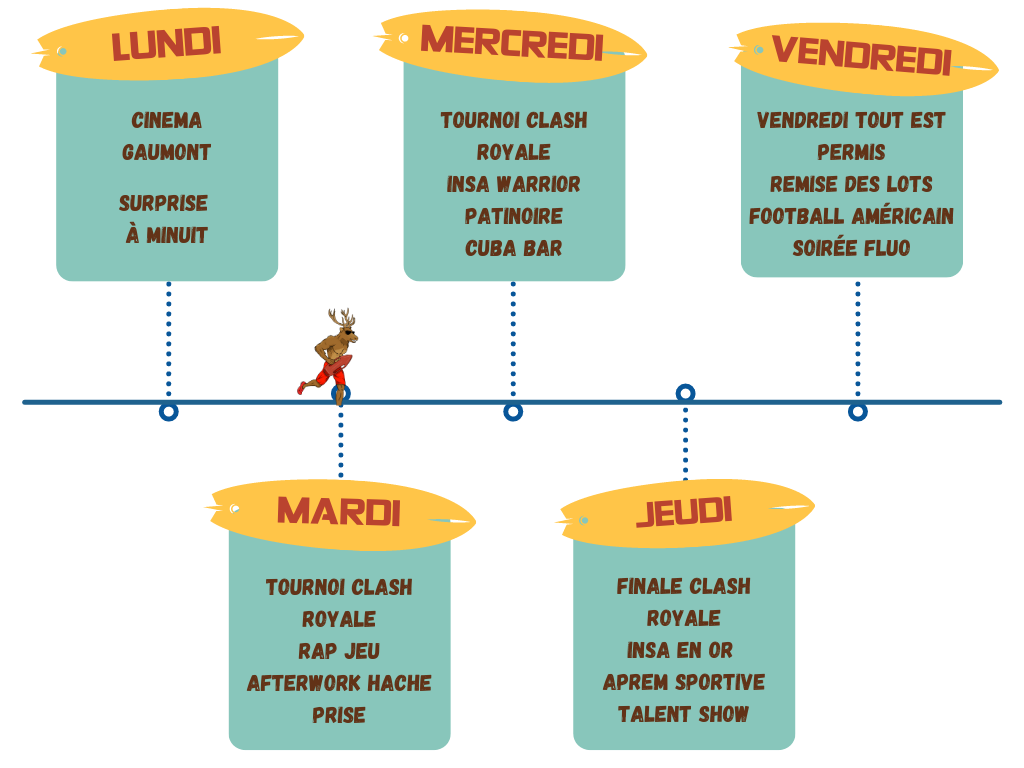 LUNDI
CINEMA
GAUMONT
SURPRISE
À MINUIT
MARDI
TOURNOI CLASH
ROYALE
RAP JEU
AFTERWORK HACHE
PRISE
MERCREDI
TOURNOI CLASH
ROYALE
INSA WARRIOR
PATINOIRE
CUBA BAR
JEUDI
FINALE CLASH
ROYALE
INSA EN OR
APREM SPORTIVE
TALENT SHOW
VENDREDI
VENDREDI TOUT EST
PERMIS
REMISE DES LOTS
FOOTBALL AMÉRICAIN
SOIRÉE FLUO